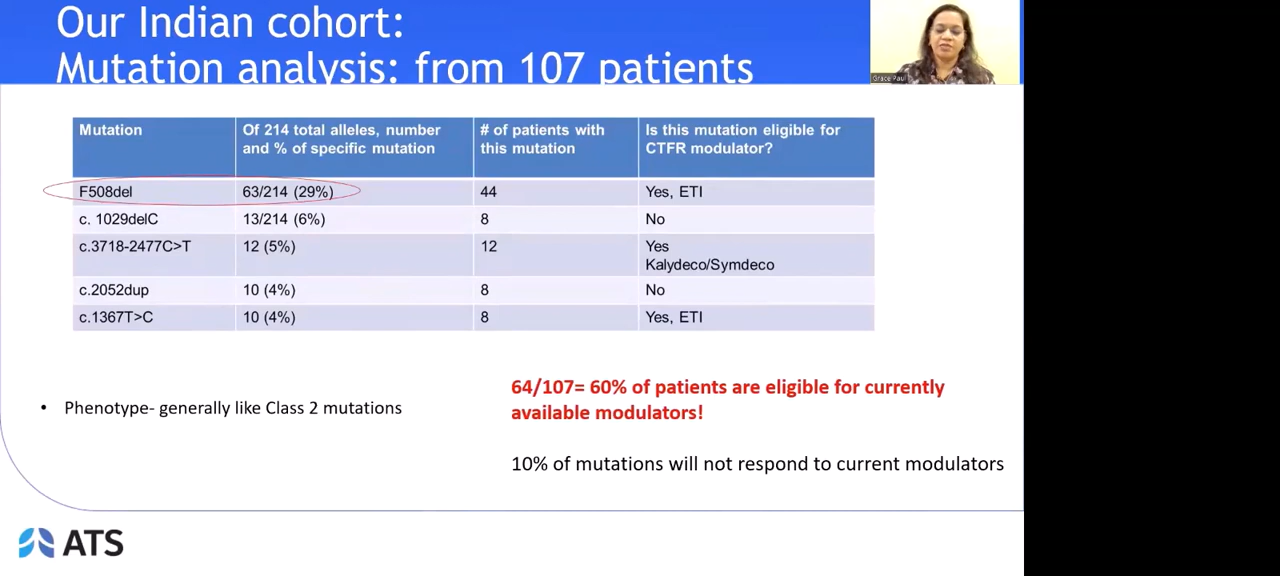 Our Indian cohort:
Mutation analysis: from 107 patients
Grace Paul
Mutation
Of 214 total alleles, number
and % of specific mutation
# of patients with
this mutation
Is this mutation eligible for
CTFR modulator?
F508del
63/214 (29%)
44
Yes, ETI
c. 1029delC
13/214 (6%)
8
No
c.3718-2477C>T
12 (5%)
12
Yes
Kalydeco/Symdeco
c.2052dup
10 (4%)
8
No
c.1367T>C
10 (4%)
8
Yes, ETI
• Phenotype- generally like Class 2 mutations
64/107= 60% of patients are eligible for currently
available modulators!
10% of mutations will not respond to current modulators
ATS